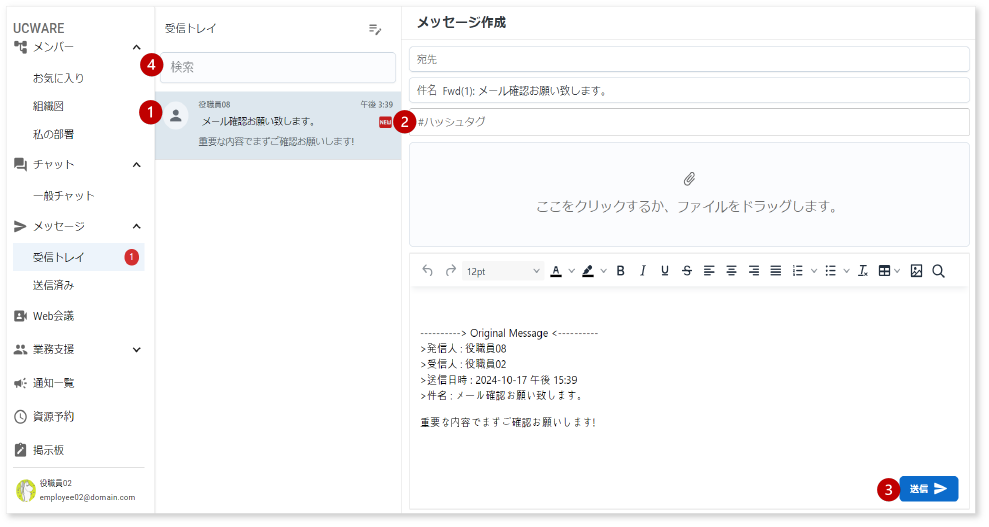 UCWARE
メンバー
お気に入り
組織図
私の部署
チャット
一般チャット
メッセージ
受信トレイ 1
送信済み
Web会議
業務支援
通知一覧
資源予約
掲示板
役職員02
employee02@domain.com
受信トレイ
4
検索
1
役職員08 午後 3:39
メール確認お願い致します。 NEW
重要な内容でまずご確認お願いします!
メッセージ作成
宛先
件名 Fwd(1): メール確認お願い致します。
2
#ハッシュタグ
ここをクリックするか、ファイルをドラッグします。
12pt A B I U S
----------> Original Message <----------
>発信人 : 役職員08
>受信人 : 役職員02
>送信日時 : 2024-10-17 午後 15:39
>件名 : メール確認お願い致します。
重要な内容でまずご確認お願いします!
3
送信